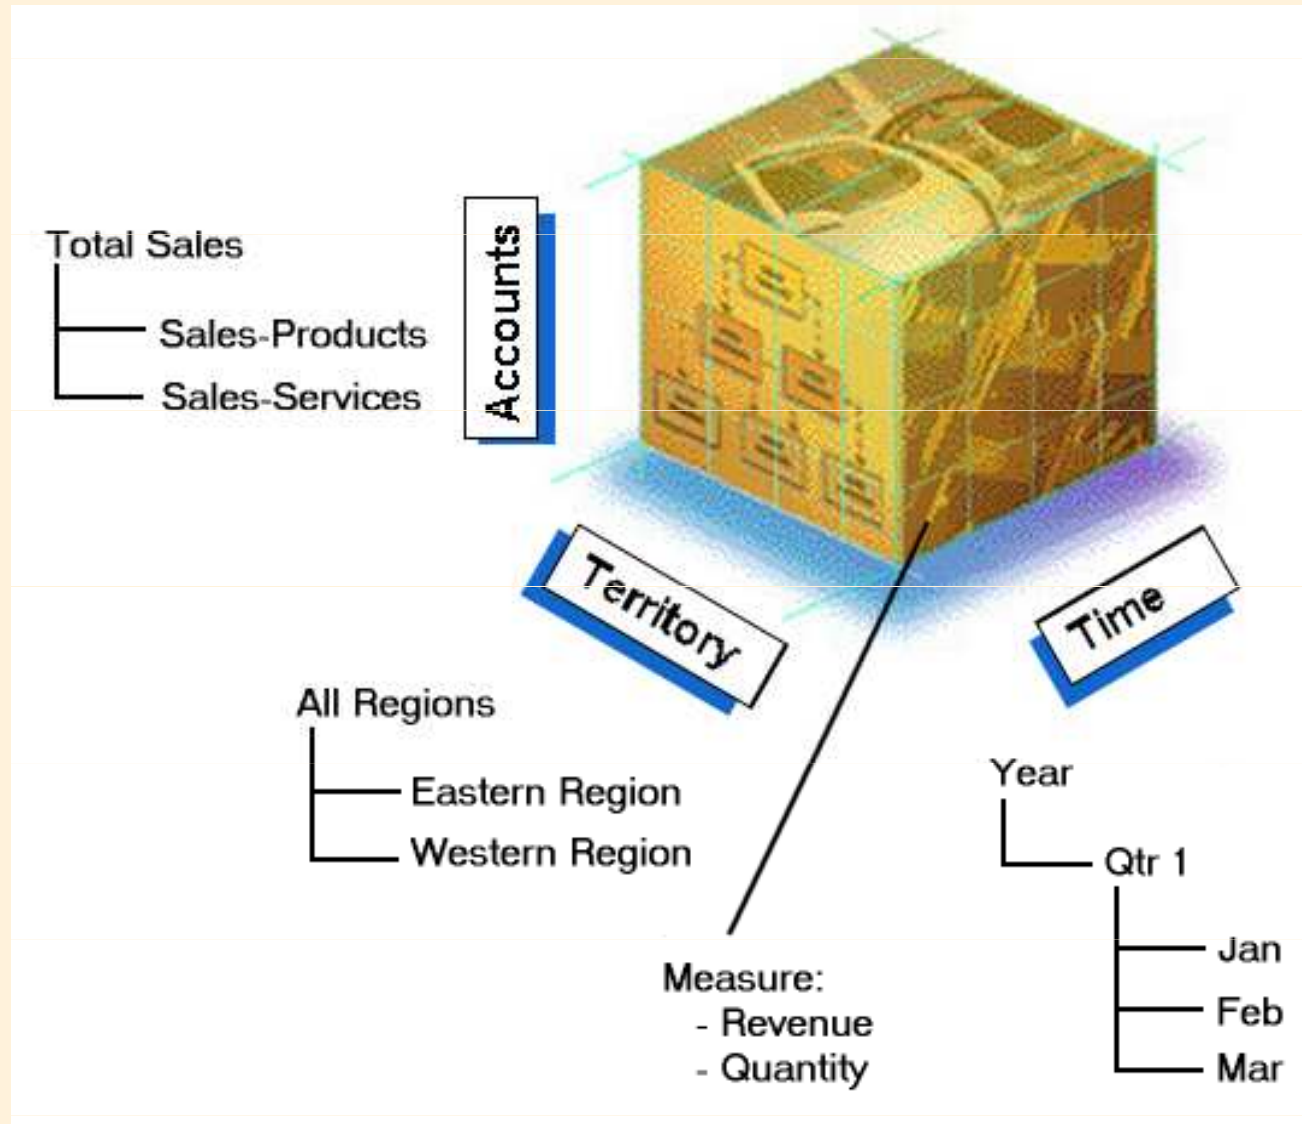 Total Sales
Sales-Products
Sales-Services
Accounts
Territory
Time
All Regions
Eastern Region
Western Region
Year
Qtr 1
Jan
Feb
Mar
Measure:
- Revenue
- Quantity